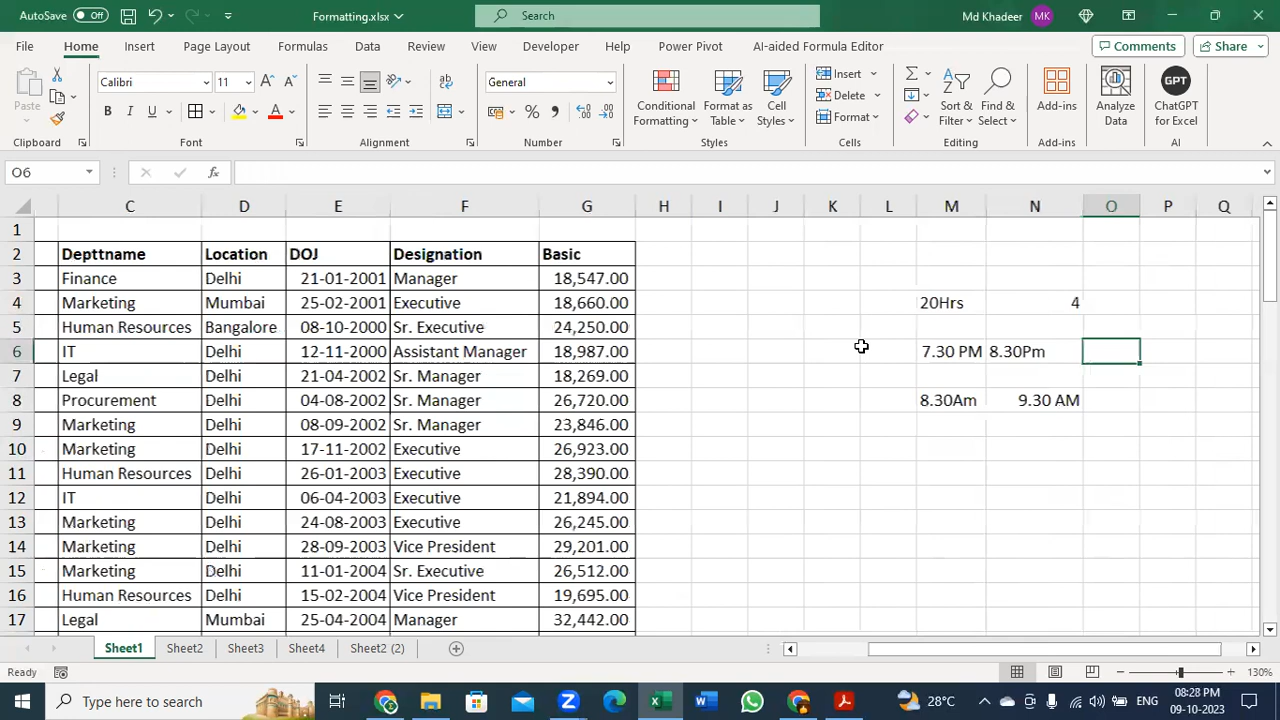 AutoSave Off Formatting.xlsx Search Md Khadeer MK
File Home Insert Page Layout Formulas Data Review View Developer Help Power Pivot AI-aided Formula Editor Comments Share
Paste Calibri 11 A A ab General Conditional Formatting Format as Table Cell Styles Insert Delete Format Sort & Filter Find & Select Add-ins Analyze Data GPT ChatGPT for Excel
B I U A % ,
Clipboard Font Alignment Number Styles Cells Editing Add-ins AI
O6 fx
C D E F G H I J K L M N O P Q
1
2 Depttname Location DOJ Designation Basic
3 Finance Delhi 21-01-2001 Manager 18,547.00
4 Marketing Mumbai 25-02-2001 Executive 18,660.00 20Hrs 4
5 Human Resources Bangalore 08-10-2000 Sr. Executive 24,250.00
6 IT Delhi 12-11-2000 Assistant Manager 18,987.00 7.30 PM 8.30Pm
7 Legal Delhi 21-04-2002 Sr. Manager 18,269.00
8 Procurement Delhi 04-08-2002 Sr. Manager 26,720.00 8.30Am 9.30 AM
9 Marketing Delhi 08-09-2002 Sr. Manager 23,846.00
10 Marketing Delhi 17-11-2002 Executive 26,923.00
11 Human Resources Delhi 26-01-2003 Executive 28,390.00
12 IT Delhi 06-04-2003 Executive 21,894.00
13 Marketing Delhi 24-08-2003 Executive 26,245.00
14 Marketing Delhi 28-09-2003 Vice President 29,201.00
15 Marketing Delhi 11-01-2004 Sr. Executive 26,512.00
16 Human Resources Delhi 15-02-2004 Vice President 19,695.00
17 Legal Mumbai 25-04-2004 Manager 32,442.00
Sheet1 Sheet2 Sheet3 Sheet4 Sheet2 (2)
Ready 130%
Type here to search 28°C ENG 08:28 PM
09-10-2023